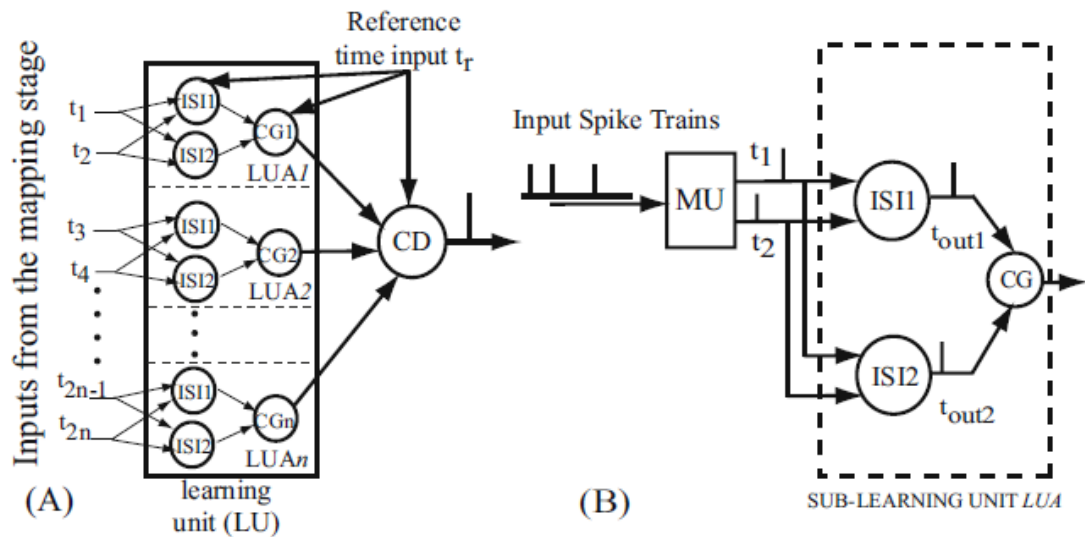 Reference
time input tr
Inputs from the mapping stage
t1
t2
ISI1
ISI2
CG1
LUA1
t3
t4
ISI1
ISI2
CG2
LUA2
CD
t2n-1
t2n
ISI1
ISI2
CGn
LUAn
(A)
learning
unit (LU)
Input Spike Trains
MU
t1
t2
ISI1
tout1
CG
ISI2
tout2
(B)
SUB-LEARNING UNIT LUA